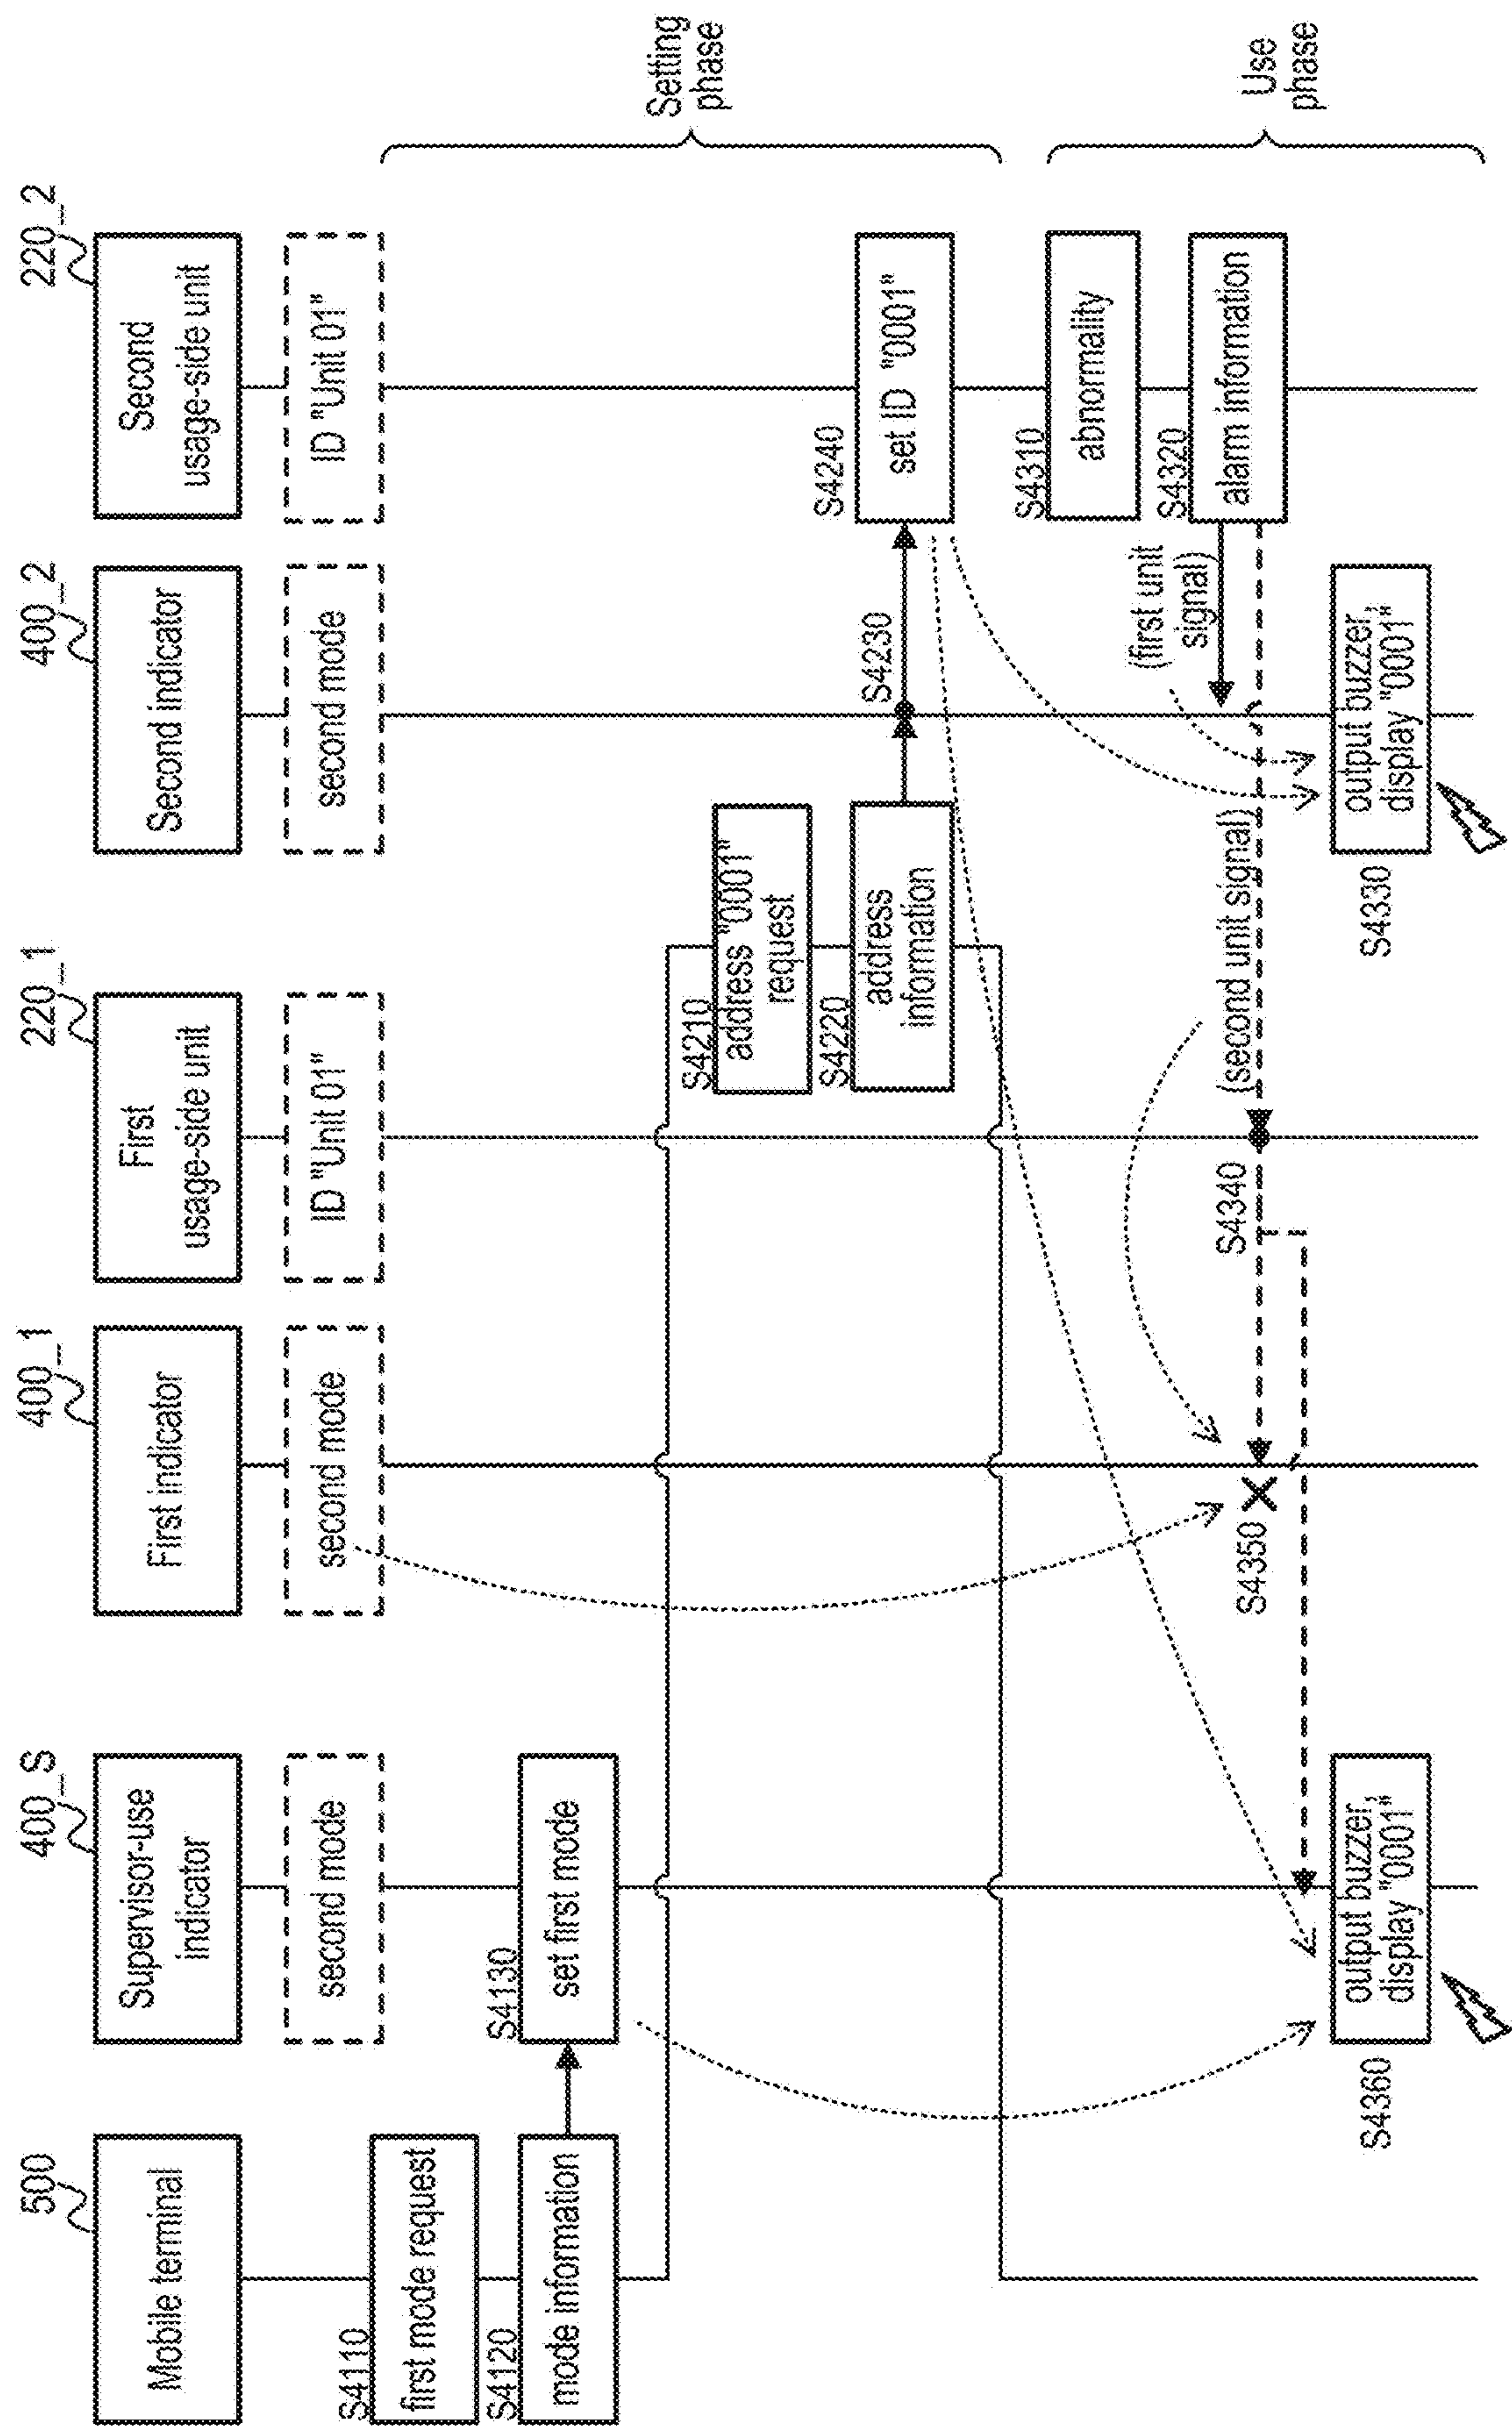 500
Mobile terminal
400_S
Supervisor-use
indicator
400_1
First indicator
220_1
First
usage-side unit
400_2
Second indicator
220_2
Second
usage-side unit
second mode
second mode
ID "Unit 01"
second mode
ID "Unit 01"
Setting
phase
S4110
first mode request
S4120
mode information
S4130
set first mode
S4210
address "0001"
request
S4220
address
information
S4230
S4240
set ID "0001"
Use
phase
S4310
abnormality
S4320
alarm information
(first unit
signal)
(second unit signal)
S4340
S4350
S4330
output buzzer,
display "0001"
S4360
output buzzer,
display "0001"